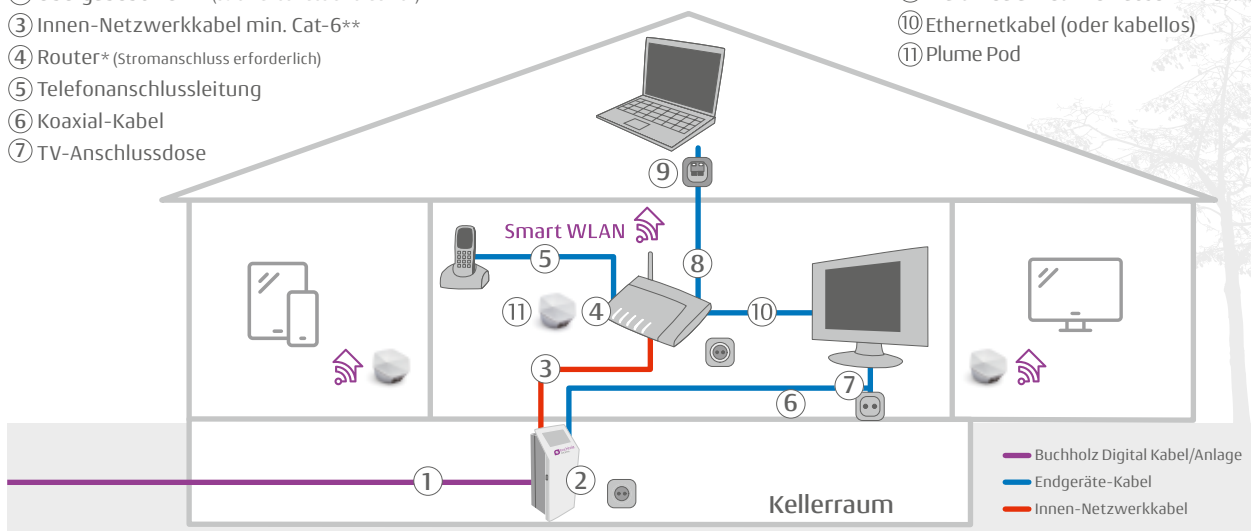 ③ Innen-Netzwerkkabel min. Cat-6**
④ Router* (Stromanschluss erforderlich)
⑤ Telefonanschlussleitung
⑥ Koaxial-Kabel
⑦ TV-Anschlussdose
⑩ Ethernetkabel (oder kabellos)
⑪ Plume Pod
⑨
Smart WLAN
⑤
⑧
⑪
④
⑩
③
⑦
⑥
①
②
Kellerraum
Buchholz Digital Kabel/Anlage
Endgeräte-Kabel
Innen-Netzwerkkabel